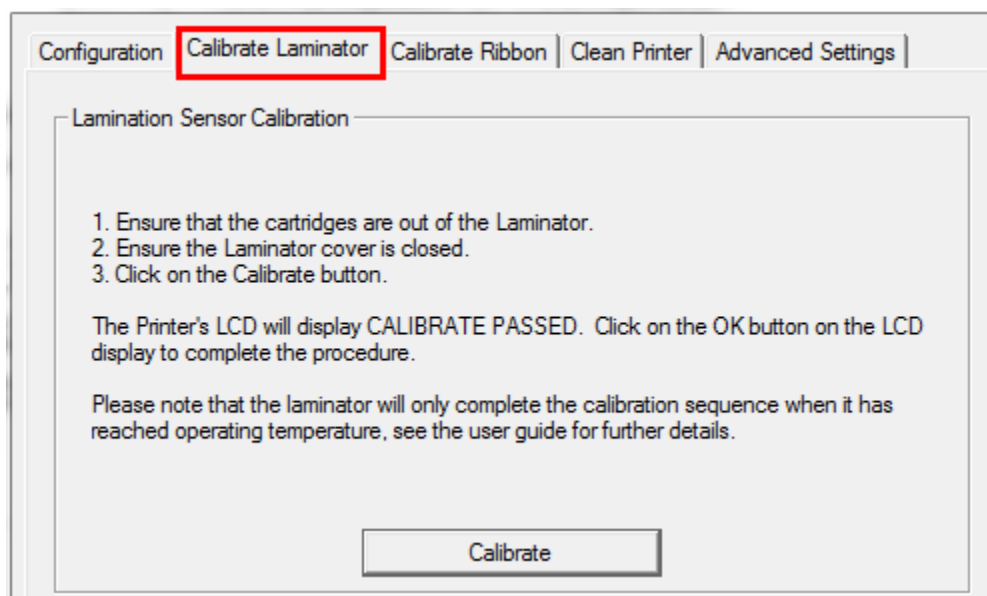 Configuration Calibrate Laminator Calibrate Ribbon Clean Printer Advanced Settings
Lamination Sensor Calibration
1. Ensure that the cartridges are out of the Laminator.
2. Ensure the Laminator cover is closed.
3. Click on the Calibrate button.
The Printer's LCD will display CALIBRATE PASSED. Click on the OK button on the LCD
display to complete the procedure.
Please note that the laminator will only complete the calibration sequence when it has
reached operating temperature, see the user guide for further details.
Calibrate